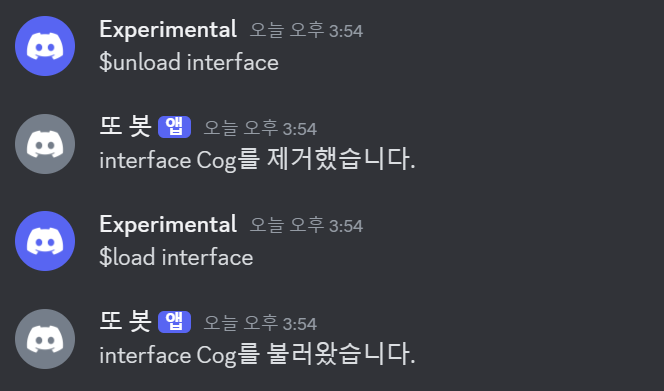 Experimental 오늘 오후 3:54
$unload interface
또 봇 앱 오늘 오후 3:54
interface Cog를 제거했습니다.
Experimental 오늘 오후 3:54
$load interface
또 봇 앱 오늘 오후 3:54
interface Cog를 불러왔습니다.